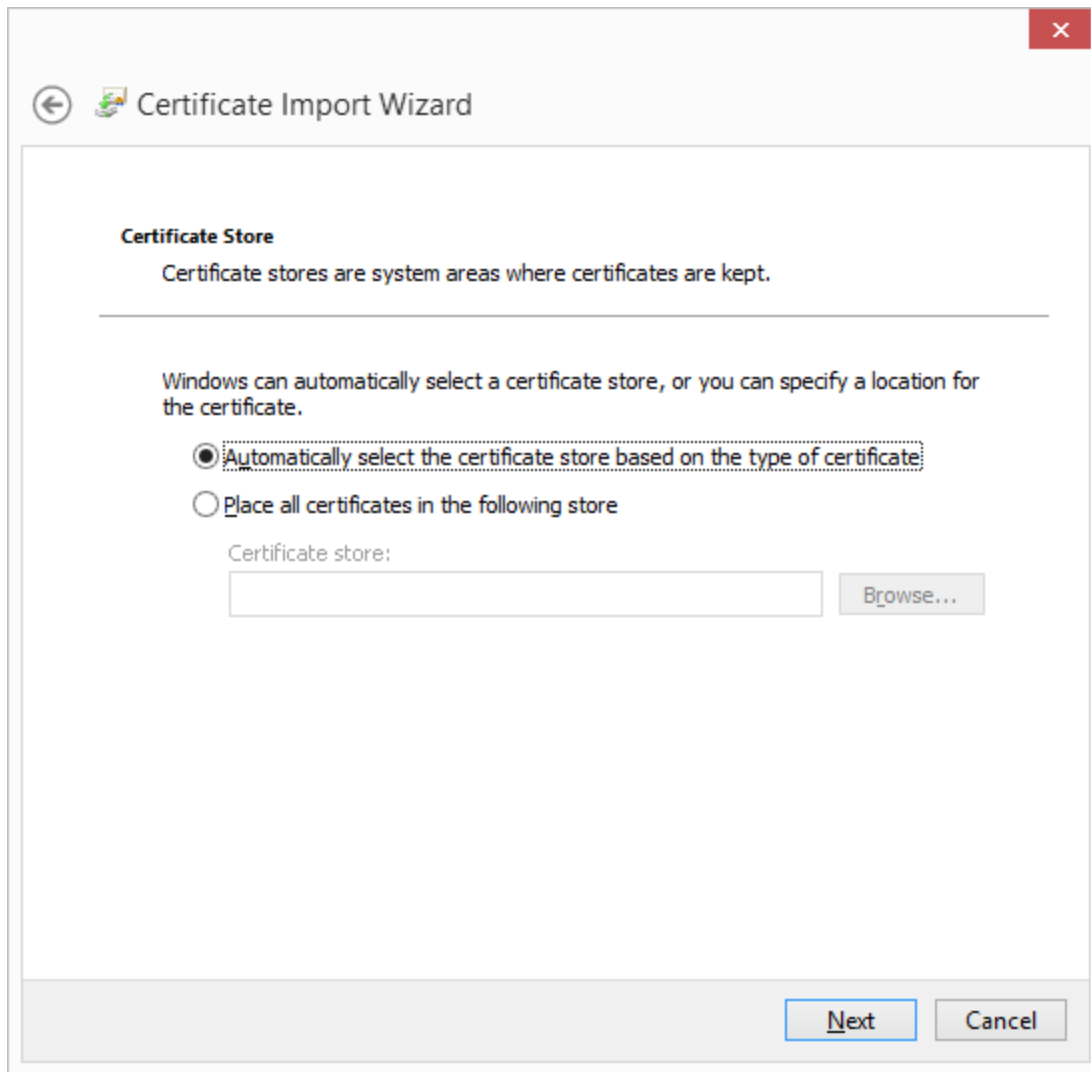 Certificate Import Wizard
Certificate Store
Certificate stores are system areas where certificates are kept.
Windows can automatically select a certificate store, or you can specify a location for
the certificate.
Automatically select the certificate store based on the type of certificate
Place all certificates in the following store
Certificate store:
Browse...
Next
Cancel